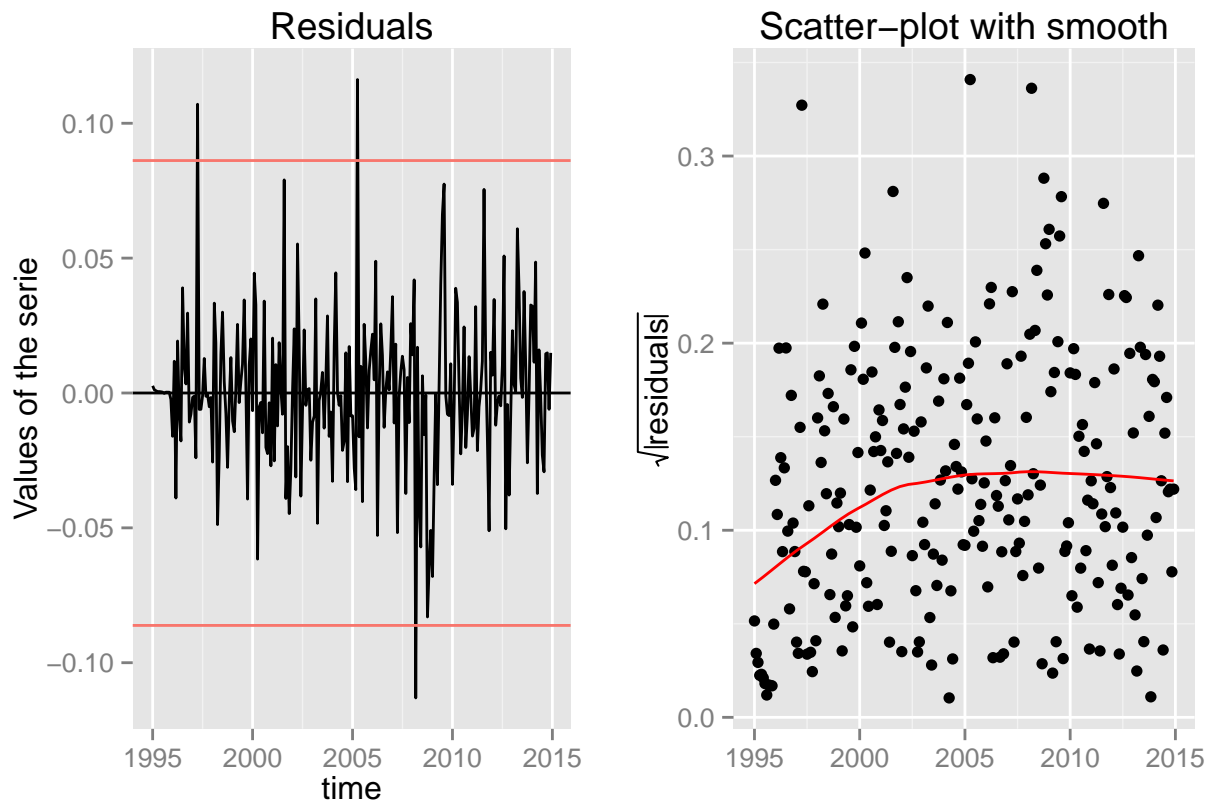 Residuals
Values of the serie
0.10
0.05
0.00
−0.05
−0.10
1995 2000 2005 2010 2015
time
Scatter−plot with smooth
√|residuals|
0.3
0.2
0.1
0.0
1995 2000 2005 2010 2015